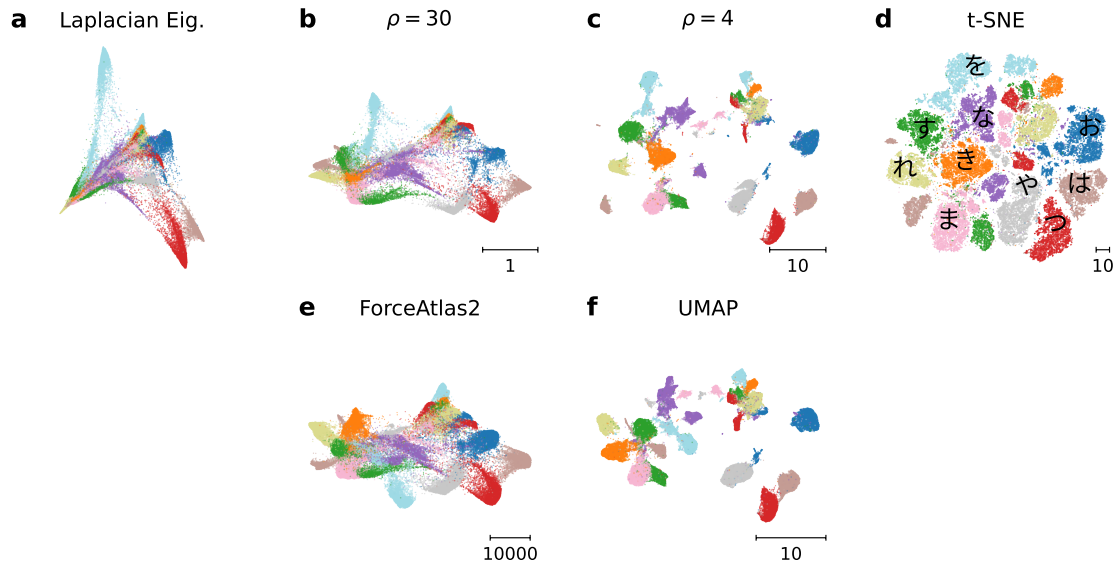 a Laplacian Eig.
b ρ = 30
c ρ = 4
d t-SNE
を
す
な
お
れ
き
や
は
ま
つ
1
10
10
e ForceAtlas2
f UMAP
10000
10